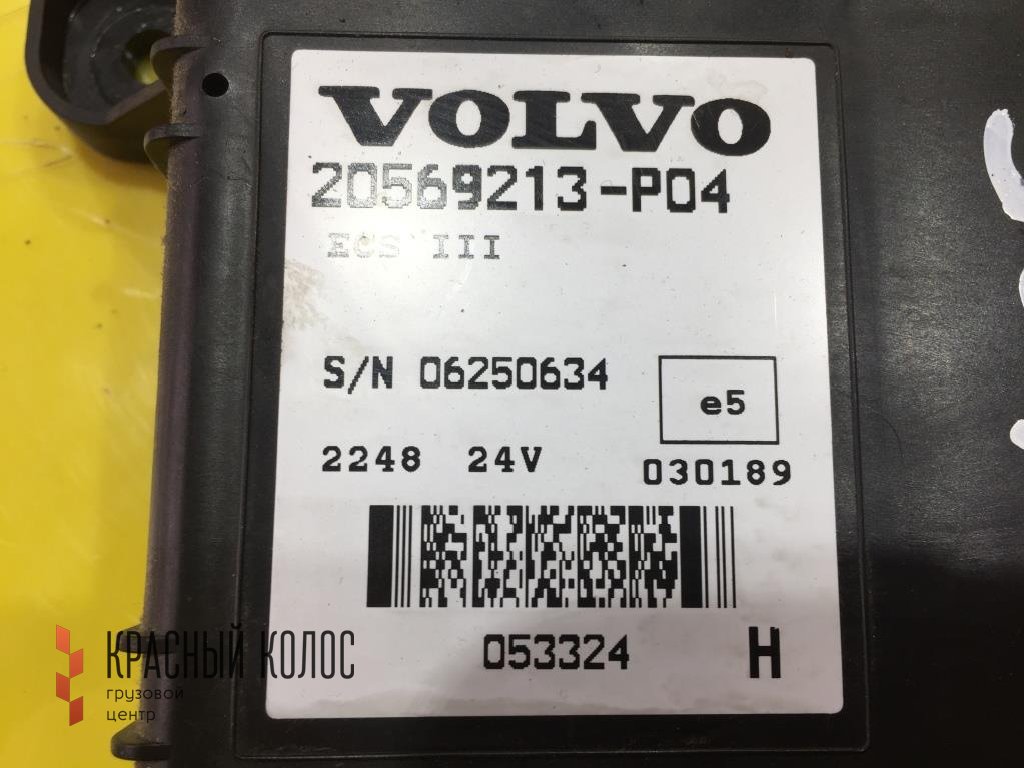 VOLVO
20569213-P04
ECS III
S/N 06250634
e5
2248 24V
030189
053324 H
КРАСНЫЙ КОЛОС
грузовой
центр